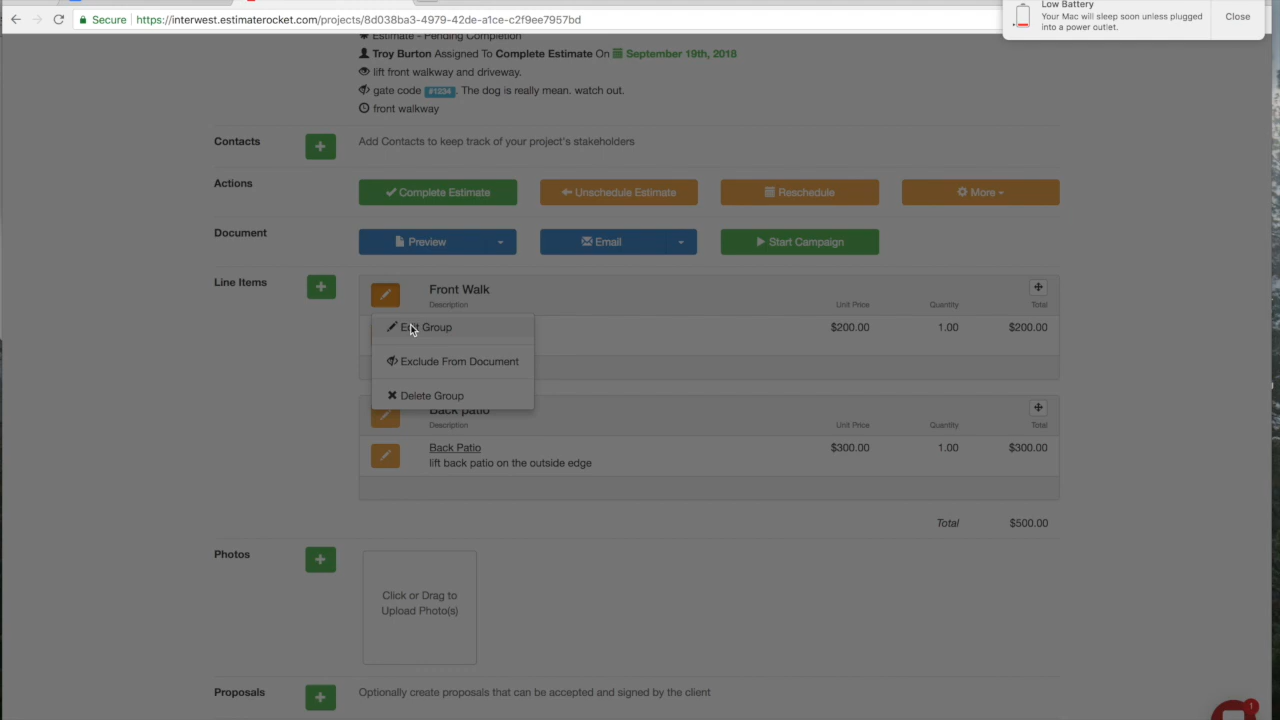 Secure https://interwest.estimaterocket.com/projects/8d038ba3-4979-42de-a1ce-c2f9ee7957bd
Low Battery
Your Mac will sleep soon unless plugged
into a power outlet.
Close
Estimate - Pending Completion
Troy Burton Assigned To Complete Estimate On September 19th, 2018
lift front walkway and driveway.
gate code #1234. The dog is really mean. watch out.
front walkway
Contacts Add Contacts to keep track of your project's stakeholders
Actions Complete Estimate Unschedule Estimate Reschedule More
Document Preview Email Start Campaign
Line Items Front Walk
Description Unit Price Quantity Total
Edit Group $200.00 1.00 $200.00
Exclude From Document
Delete Group
Back patio
Description Unit Price Quantity Total
Back Patio $300.00 1.00 $300.00
lift back patio on the outside edge
Total $500.00
Photos
Click or Drag to
Upload Photo(s)
Proposals Optionally create proposals that can be accepted and signed by the client
1